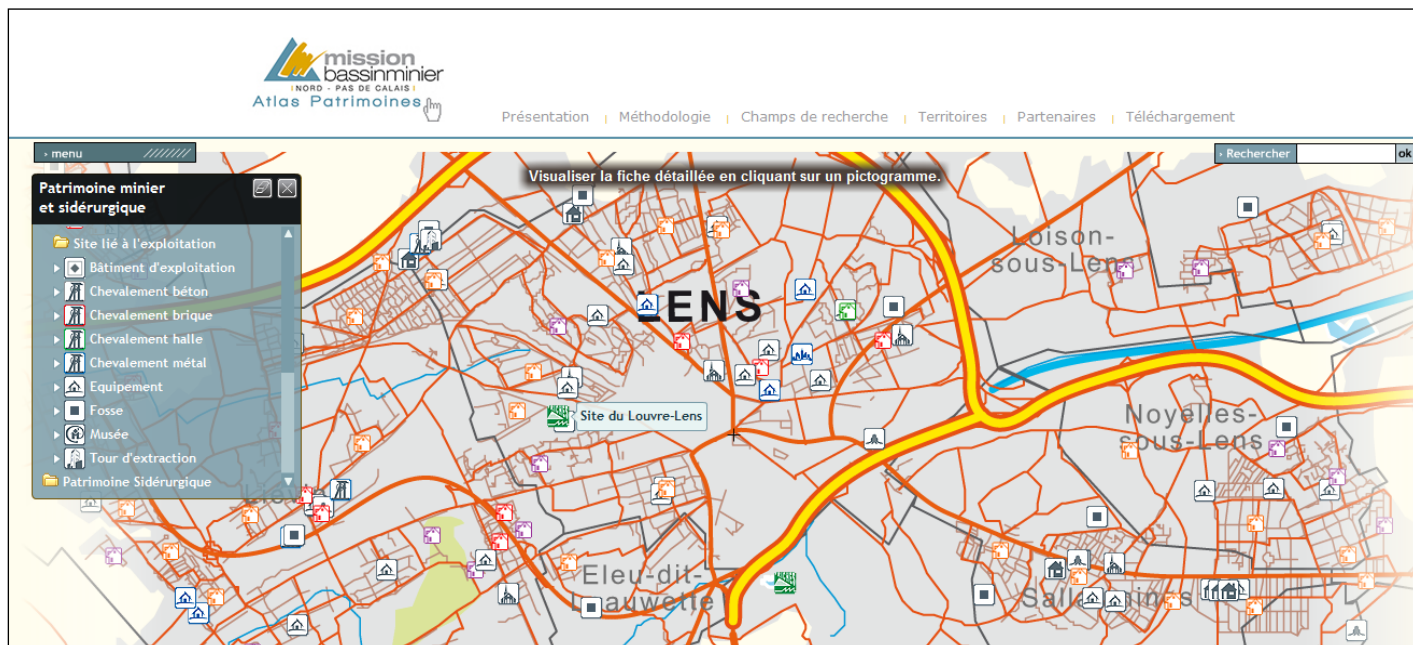 mission
bassinminier
NORD - PAS DE CALAIS
Atlas Patrimoines
Présentation | Méthodologie | Champs de recherche | Territoires | Partenaires | Téléchargement
› menu
› Rechercher
ok
Visualiser la fiche détaillée en cliquant sur un pictogramme.
Patrimoine minier
et sidérurgique
Site lié à l'exploitation
Bâtiment d'exploitation
Chevalement béton
Chevalement brique
Chevalement halle
Chevalement métal
Equipement
Fosse
Musée
Tour d'extraction
Patrimoine Sidérurgique
Loison-
sous-Lens
LENS
Site du Louvre-Lens
Noyelles-
sous-Lens
Eleu-dit-